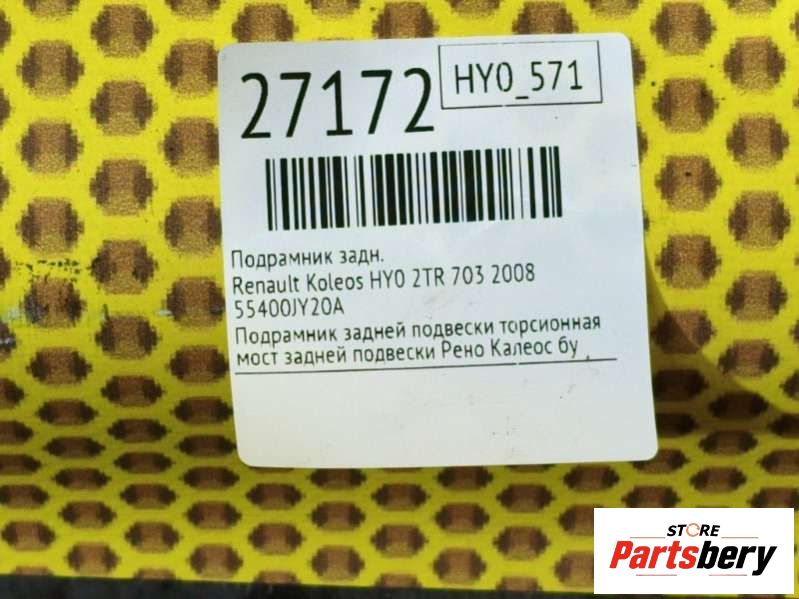 27172
HY0_571
Подрамник задн.
Renault Koleos HY0 2TR 703 2008
55400JY20A
Подрамник задней подвески торсионная
мост задней подвески Рено Калеос бу
STORE
Partsbery